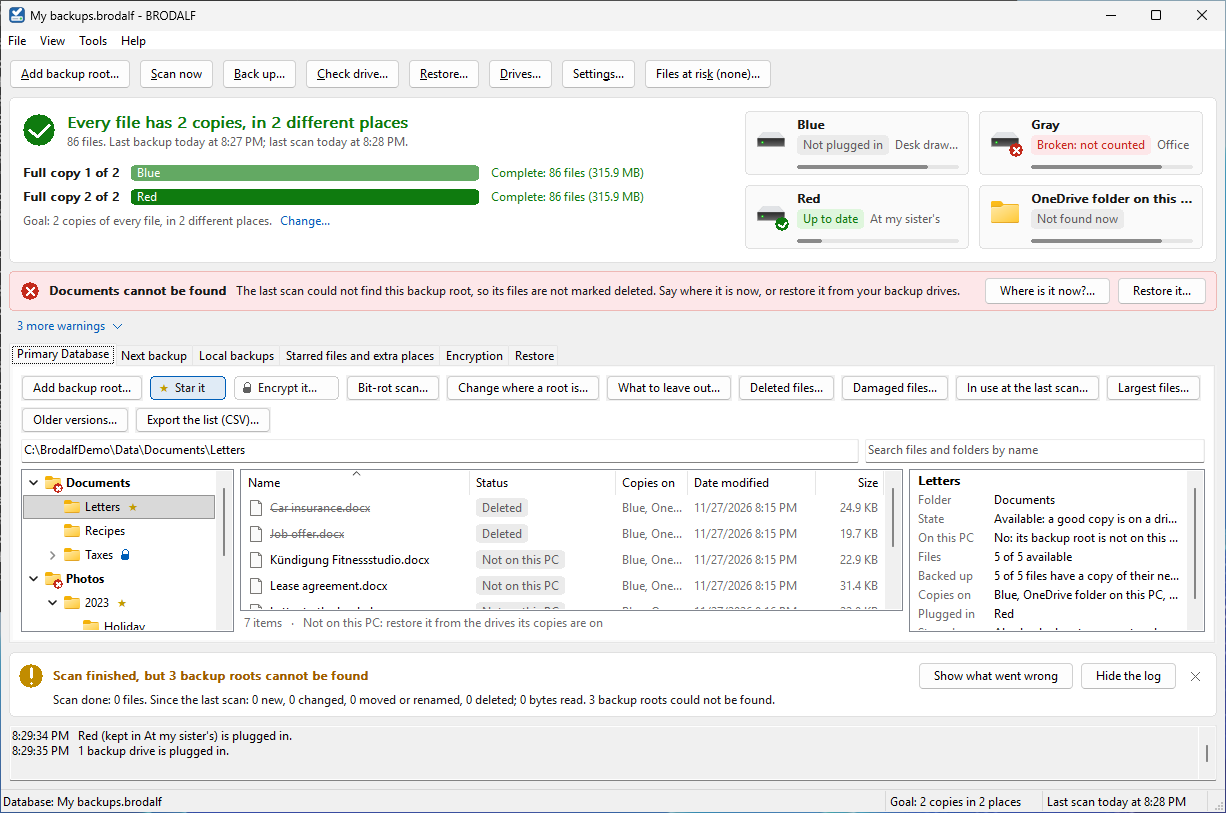 My backups.brodalf - BRODALF
File View Tools Help
Add backup root... Scan now Back up... Check drive... Restore... Drives... Settings... Files at risk (none)...
Every file has 2 copies, in 2 different places
86 files. Last backup today at 8:27 PM; last scan today at 8:28 PM.
Full copy 1 of 2 Blue Complete: 86 files (315.9 MB)
Full copy 2 of 2 Red Complete: 86 files (315.9 MB)
Goal: 2 copies of every file, in 2 different places. Change...
Blue
Not plugged in Desk draw...
Gray
Broken: not counted Office
Red
Up to date At my sister's
OneDrive folder on this ...
Not found now
Documents cannot be found The last scan could not find this backup root, so its files are not marked deleted. Say where it is now, or restore it from your backup drives. Where is it now?... Restore it...
3 more warnings
Primary Database Next backup Local backups Starred files and extra places Encryption Restore
Add backup root... Star it Encrypt it... Bit-rot scan... Change where a root is... What to leave out... Deleted files... Damaged files... In use at the last scan... Largest files...
Older versions... Export the list (CSV)...
C:\BrodalfDemo\Data\Documents\Letters Search files and folders by name
Documents
Letters
Recipes
Taxes
Photos
2023
Holiday
Name Status Copies on Date modified Size
Car insurance.docx Deleted Blue, One... 11/27/2026 8:15 PM 24.9 KB
Job offer.docx Deleted Blue, One... 11/27/2026 8:15 PM 19.7 KB
Kündigung Fitnessstudio.docx Not on this PC Blue, One... 11/27/2026 8:15 PM 22.9 KB
Lease agreement.docx Not on this PC Blue, One... 11/27/2026 8:15 PM 31.4 KB
7 items · Not on this PC: restore it from the drives its copies are on
Letters
Folder Documents
State Available: a good copy is on a dri...
On this PC No: its backup root is not on this ...
Files 5 of 5 available
Backed up 5 of 5 files have a copy of their ne...
Copies on Blue, OneDrive folder on this PC, ...
Plugged in Red
Scan finished, but 3 backup roots cannot be found
Scan done: 0 files. Since the last scan: 0 new, 0 changed, 0 moved or renamed, 0 deleted; 0 bytes read. 3 backup roots could not be found.
Show what went wrong Hide the log
8:29:34 PM Red (kept in At my sister's) is plugged in.
8:29:35 PM 1 backup drive is plugged in.
Database: My backups.brodalf Goal: 2 copies in 2 places Last scan today at 8:28 PM